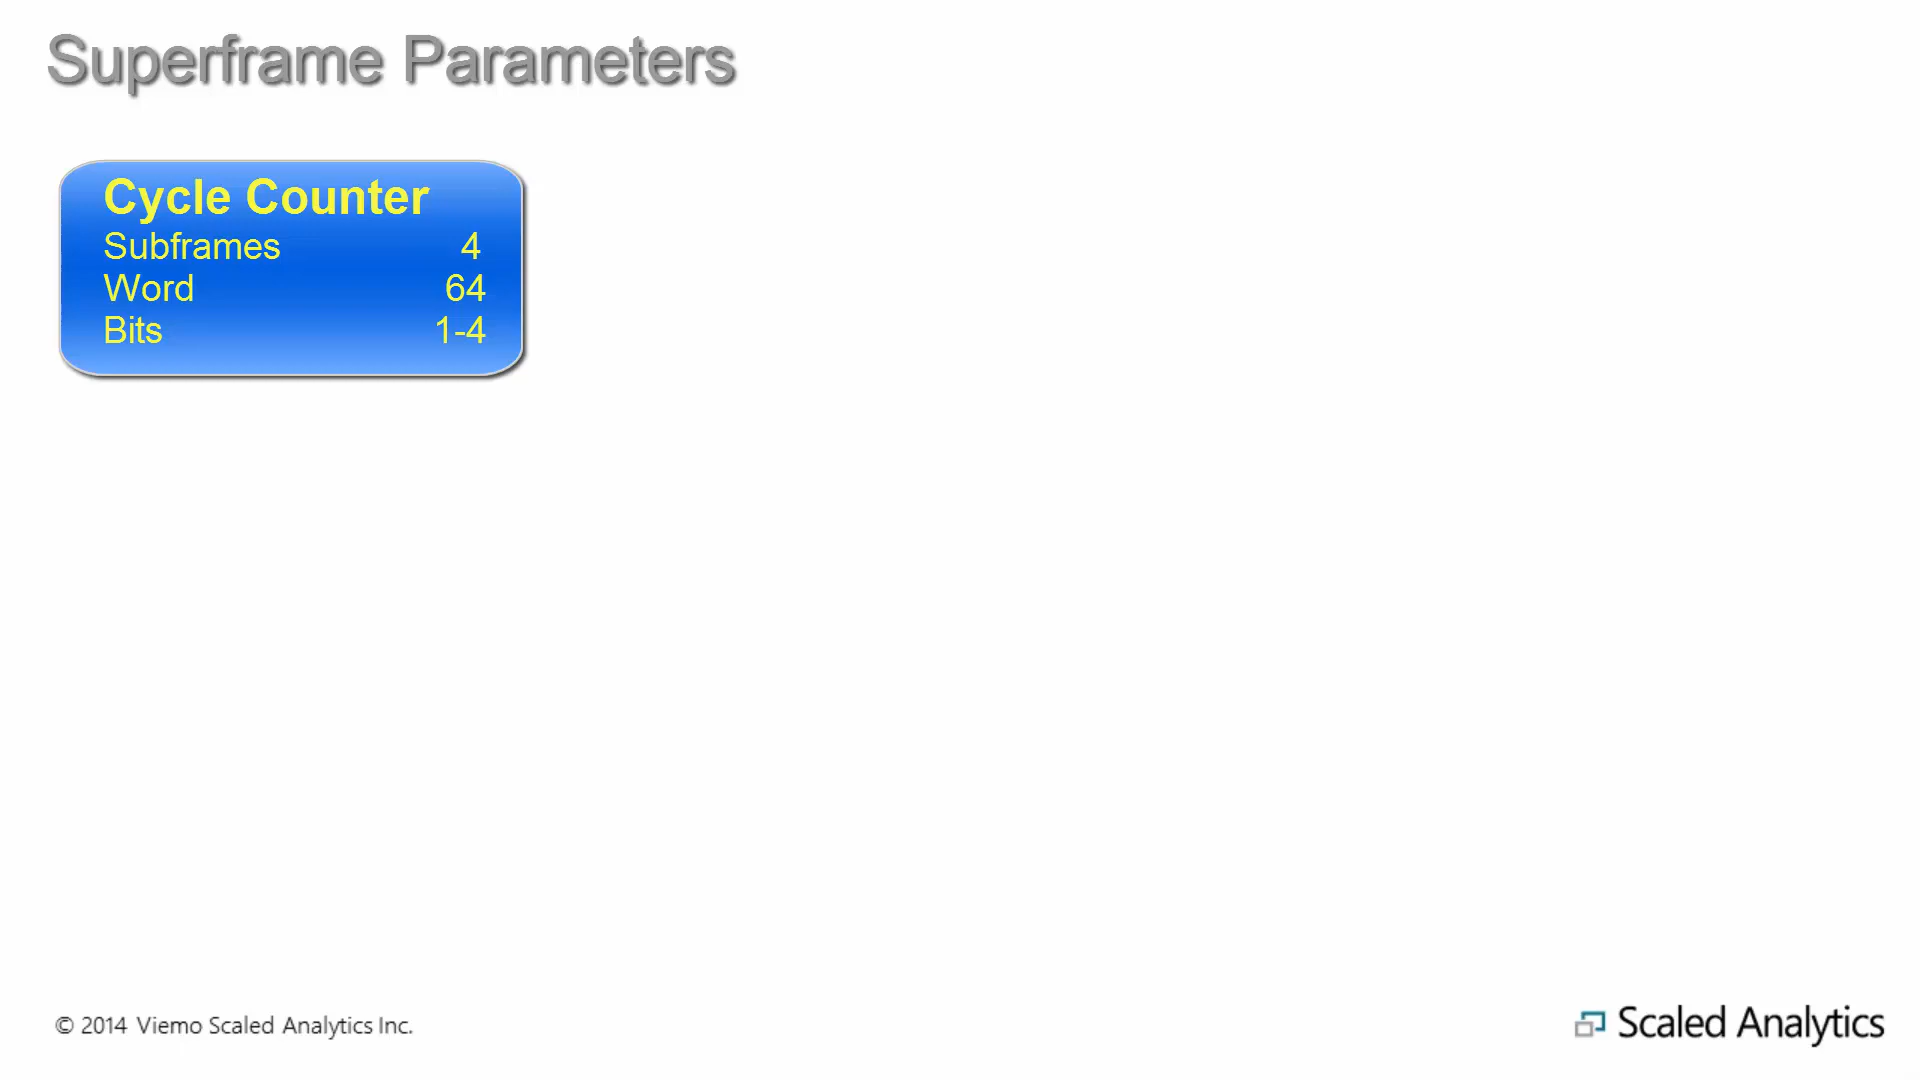 Superframe Parameters
Cycle Counter
Subframes 4
Word 64
Bits 1-4
© 2014 Viemo Scaled Analytics Inc.
Scaled Analytics